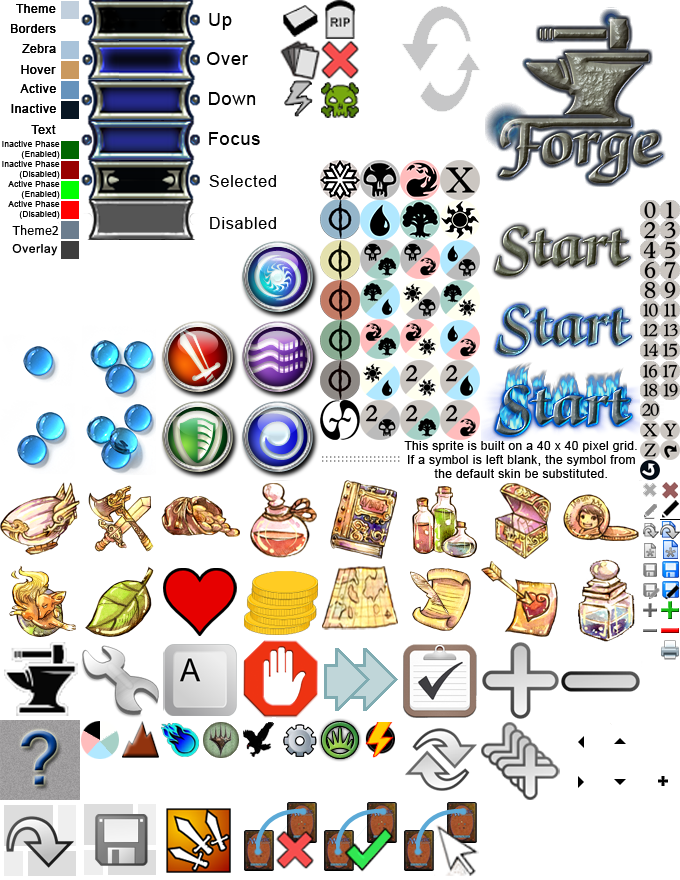 Theme
Borders
Zebra
Hover
Active
Inactive
Text
Inactive Phase
(Enabled)
Inactive Phase
(Disabled)
Active Phase
(Enabled)
Active Phase
(Disabled)
Theme2
Overlay
Up
Over
Down
Focus
Selected
Disabled
RIP
Forge
X
Start
Start
Start
2
2
2
2
2
0 1
2 3
4 5
6 7
8 9
10 11
12 13
14 15
16 17
18 19
20
X Y
Z
This sprite is built on a 40 x 40 pixel grid.
If a symbol is left blank, the symbol from
the default skin be substituted.
A
?